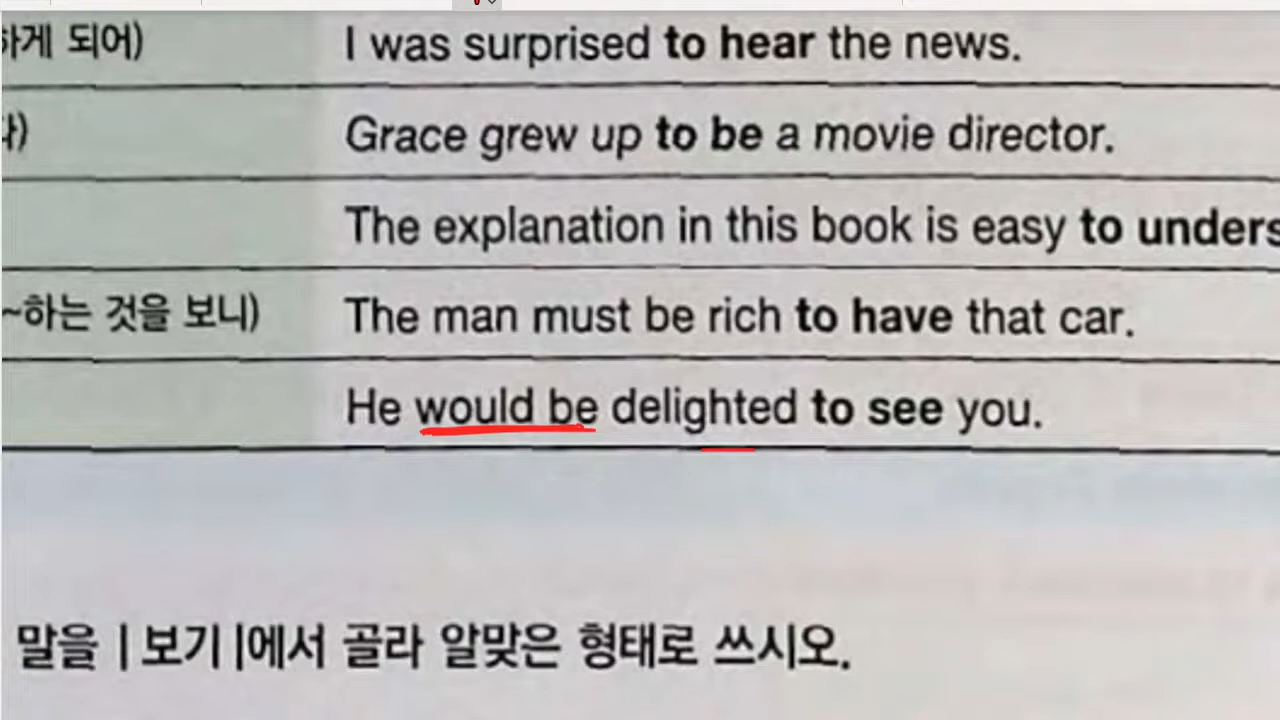 하게 되어) I was surprised to hear the news.
Grace grew up to be a movie director.
The explanation in this book is easy to
~하는 것을 보니) The man must be rich to have that car.
He would be delighted to see you.
말을 | 보기 |에서 골라 알맞은 형태로 쓰시오.